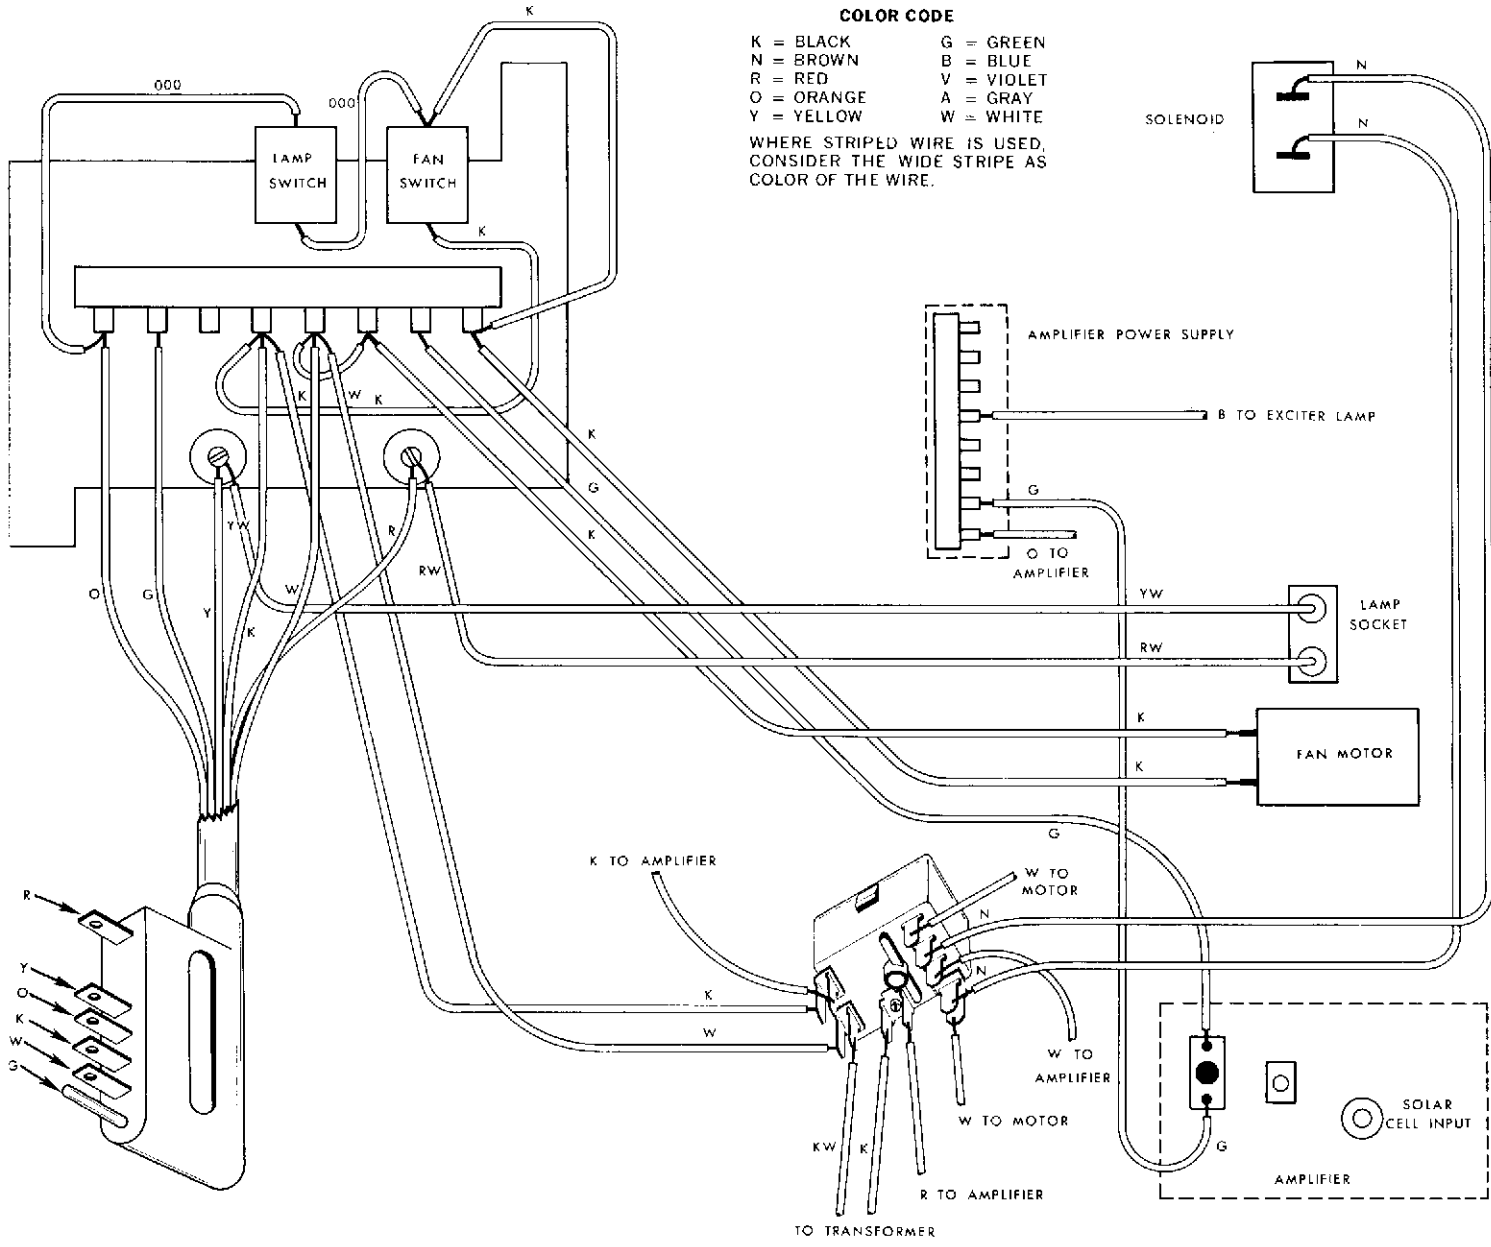 COLOR CODE
K = BLACK
G = GREEN
N = BROWN
B = BLUE
R = RED
V = VIOLET
O = ORANGE
A = GRAY
Y = YELLOW
W = WHITE
WHERE STRIPED WIRE IS USED,
CONSIDER THE WIDE STRIPE AS
COLOR OF THE WIRE.
K
OOO
OOO
LAMP
SWITCH
FAN
SWITCH
K
SOLENOID
N
N
AMPLIFIER POWER SUPPLY
B TO EXCITER LAMP
G
O TO
AMPLIFIER
K
W
K
K
G
K
YW
R
RW
O
G
Y
K
W
YW
RW
LAMP
SOCKET
K
K
FAN MOTOR
G
K TO AMPLIFIER
W TO
MOTOR
N
N
K
W
W TO
AMPLIFIER
W TO MOTOR
KW
K
R TO AMPLIFIER
TO TRANSFORMER
R
Y
O
K
W
G
SOLAR
CELL INPUT
G
AMPLIFIER